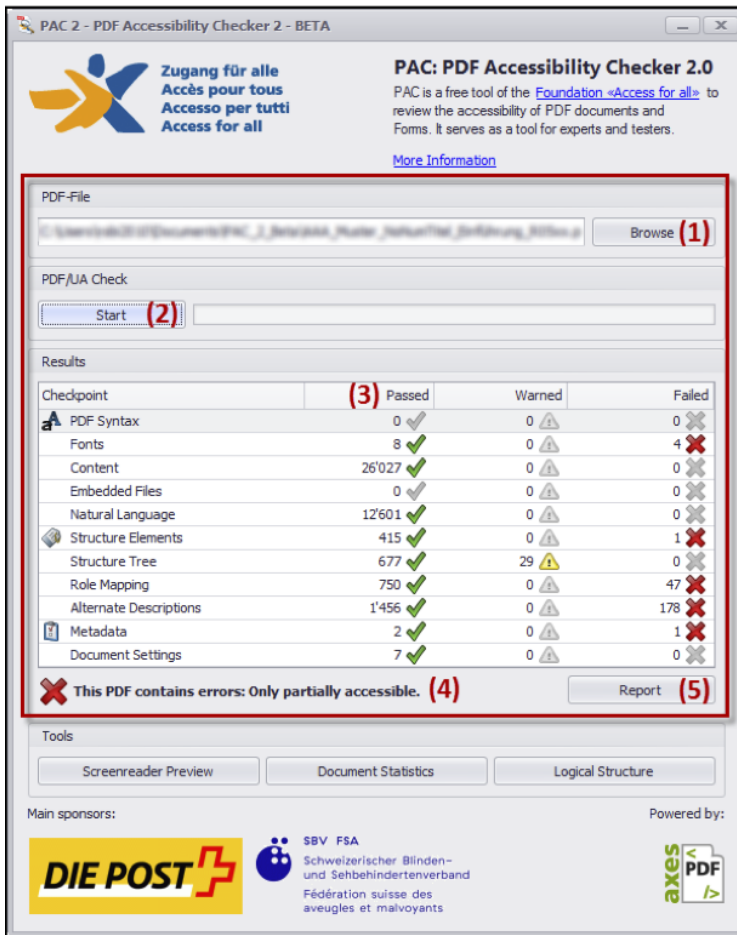 PAC 2 - PDF Accessibility Checker 2 - BETA
Zugang für alle
Accès pour tous
Accesso per tutti
Access for all
PAC: PDF Accessibility Checker 2.0
PAC is a free tool of the Foundation «Access for all» to
review the accessibility of PDF documents and
Forms. It serves as a tool for experts and testers.
More Information
PDF-File
Browse (1)
PDF/UA Check
Start (2)
Results
Checkpoint (3) Passed Warned Failed
PDF Syntax 0 0 0
Fonts 8 0 4
Content 26'027 0 0
Embedded Files 0 0 0
Natural Language 12'601 0 0
Structure Elements 415 0 1
Structure Tree 677 29 0
Role Mapping 750 0 47
Alternate Descriptions 1'456 0 178
Metadata 2 0 1
Document Settings 7 0 0
This PDF contains errors: Only partially accessible. (4) Report (5)
Tools
Screenreader Preview Document Statistics Logical Structure
Main sponsors: Powered by:
DIE POST
SBV FSA
Schweizerischer Blinden-
und Sehbehindertenverband
Fédération suisse des
aveugles et malvoyants
axes
PDF